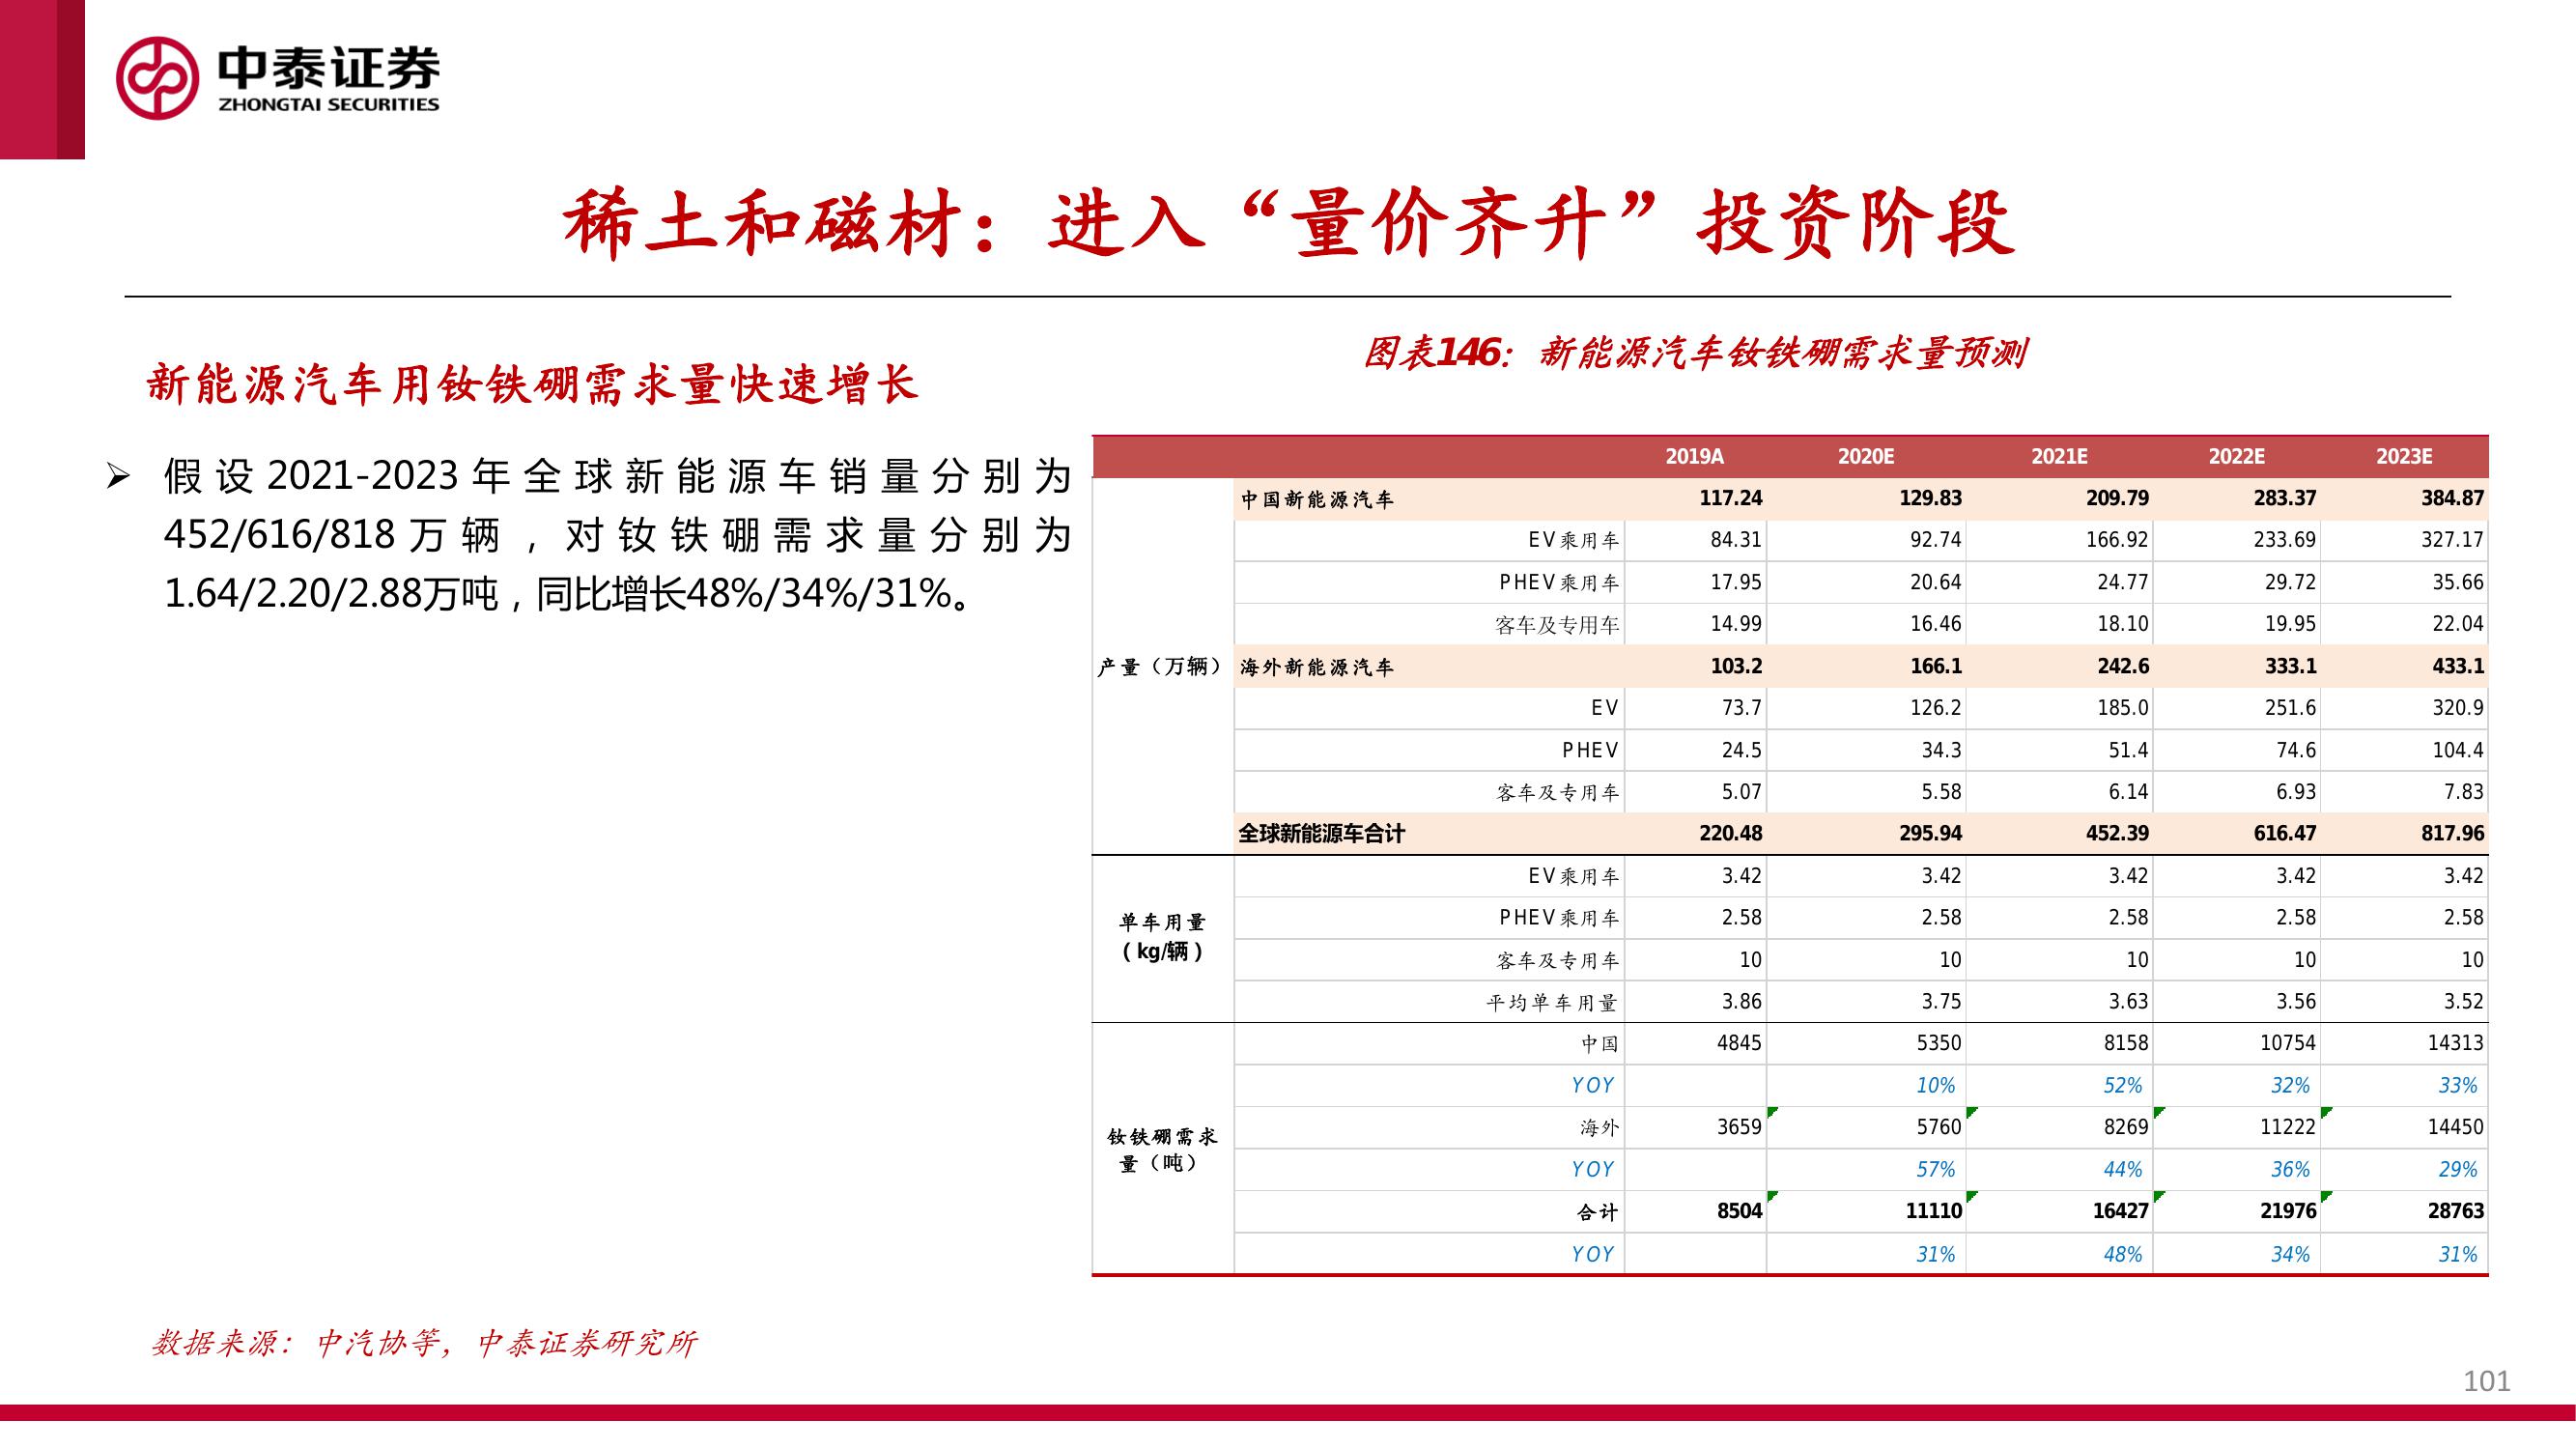 中泰证券
ZHONGTAI SECURITIES
稀土和磁材：进入“量价齐升”投资阶段
新能源汽车用钕铁硼需求量快速增长
➢ 假设2021-2023年全球新能源车销量分别为
452/616/818万辆，对钕铁硼需求量分别为
1.64/2.20/2.88万吨，同比增长48%/34%/31%。
图表146：新能源汽车钕铁硼需求量预测
2019A 2020E 2021E 2022E 2023E
产量（万辆）
中国新能源汽车 117.24 129.83 209.79 283.37 384.87
EV乘用车 84.31 92.74 166.92 233.69 327.17
PHEV乘用车 17.95 20.64 24.77 29.72 35.66
客车及专用车 14.99 16.46 18.10 19.95 22.04
海外新能源汽车 103.2 166.1 242.6 333.1 433.1
EV 73.7 126.2 185.0 251.6 320.9
PHEV 24.5 34.3 51.4 74.6 104.4
客车及专用车 5.07 5.58 6.14 6.93 7.83
全球新能源车合计 220.48 295.94 452.39 616.47 817.96
单车用量
（kg/辆）
EV乘用车 3.42 3.42 3.42 3.42 3.42
PHEV乘用车 2.58 2.58 2.58 2.58 2.58
客车及专用车 10 10 10 10 10
平均单车用量 3.86 3.75 3.63 3.56 3.52
钕铁硼需求
量（吨）
中国 4845 5350 8158 10754 14313
YOY 10% 52% 32% 33%
海外 3659 5760 8269 11222 14450
YOY 57% 44% 36% 29%
合计 8504 11110 16427 21976 28763
YOY 31% 48% 34% 31%
数据来源：中汽协等，中泰证券研究所
101